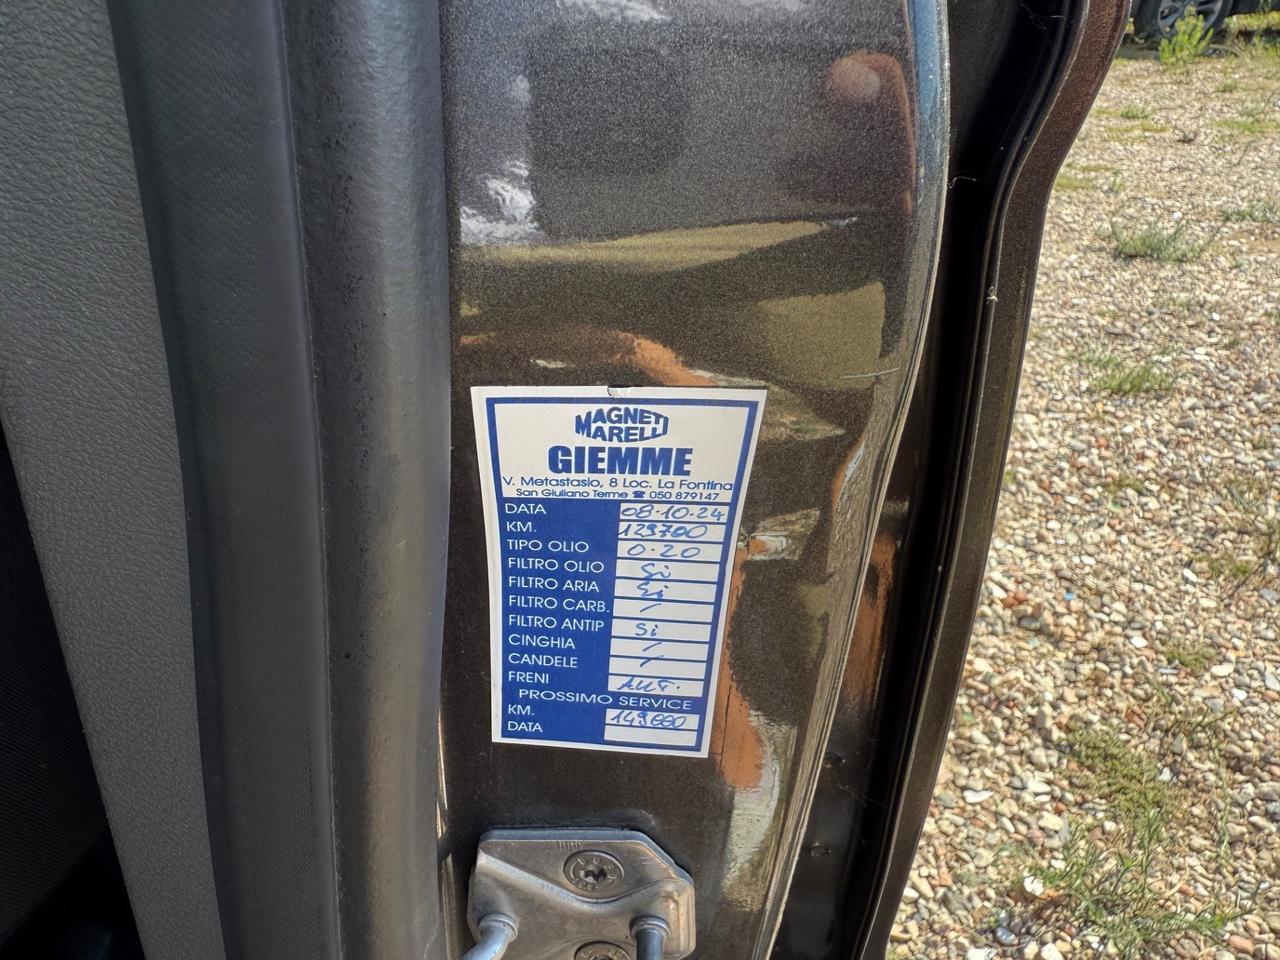 MAGNETI
MARELLI
GIEMME
V. Metastasio, 8 Loc. La Fontina
San Giuliano Terme ☎ 050 879147
DATA 08-10-24
KM. 129700
TIPO OLIO 0-20
FILTRO OLIO Si
FILTRO ARIA Si
FILTRO CARB. /
FILTRO ANTIP Si
CINGHIA /
CANDELE /
FRENI ANT.
PROSSIMO SERVICE
KM. 149000
DATA